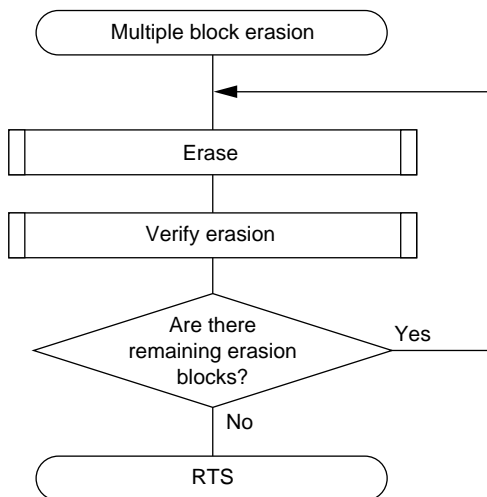 Multiple block erasion
Erase
Verify erasion
Are there
remaining erasion
blocks?
Yes
No
RTS